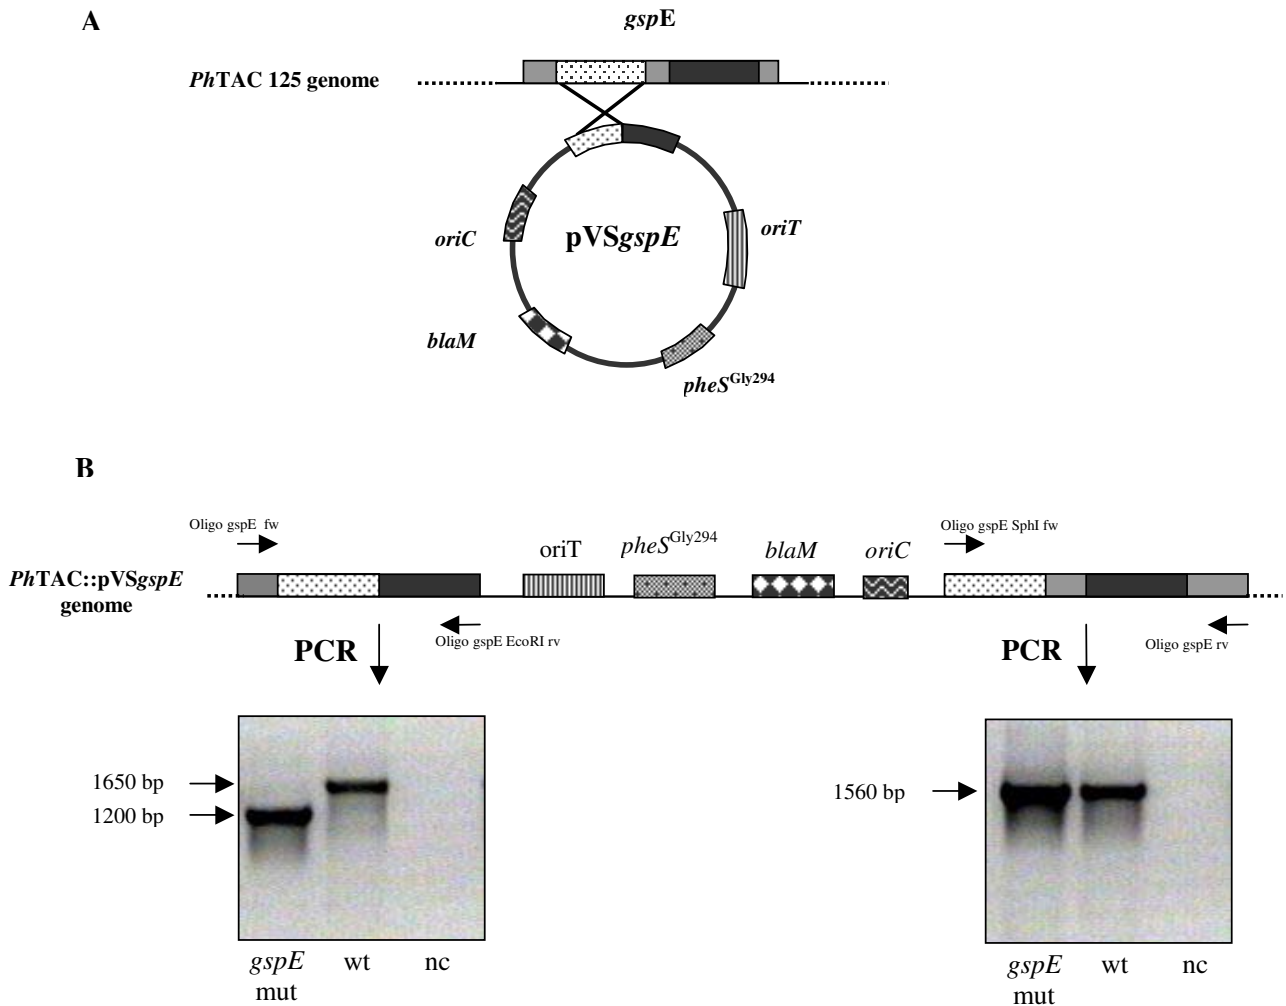 A
gspE
PhTAC 125 genome
oriC
pVSgspE
oriT
blaM
pheSGly294
B
Oligo gspE fw
oriT
pheSGly294
blaM
oriC
Oligo gspE SphI fw
PhTAC::pVSgspE
genome
Oligo gspE EcoRI rv
Oligo gspE rv
PCR
PCR
1650 bp
1200 bp
1560 bp
gspE
mut
wt
nc
gspE
mut
wt
nc